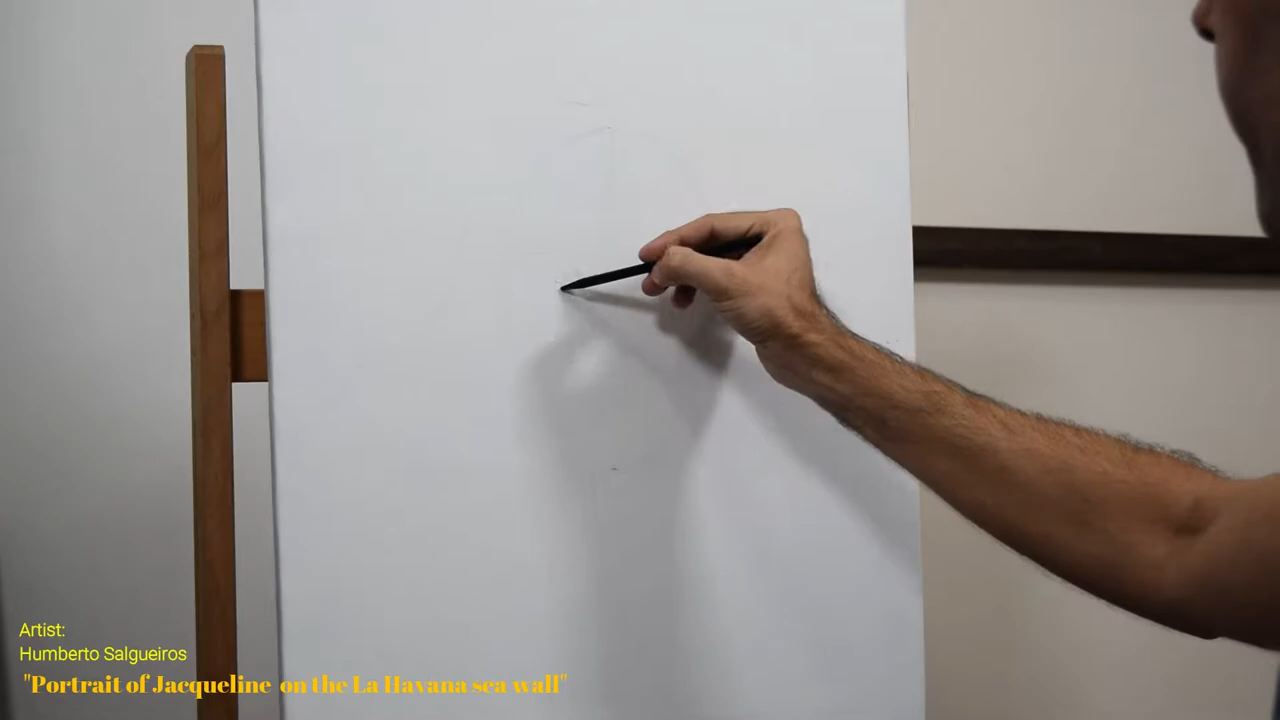 Artist:
Humberto Salgueiros
"Portrait of Jacqueline on the La Havana sea wall"